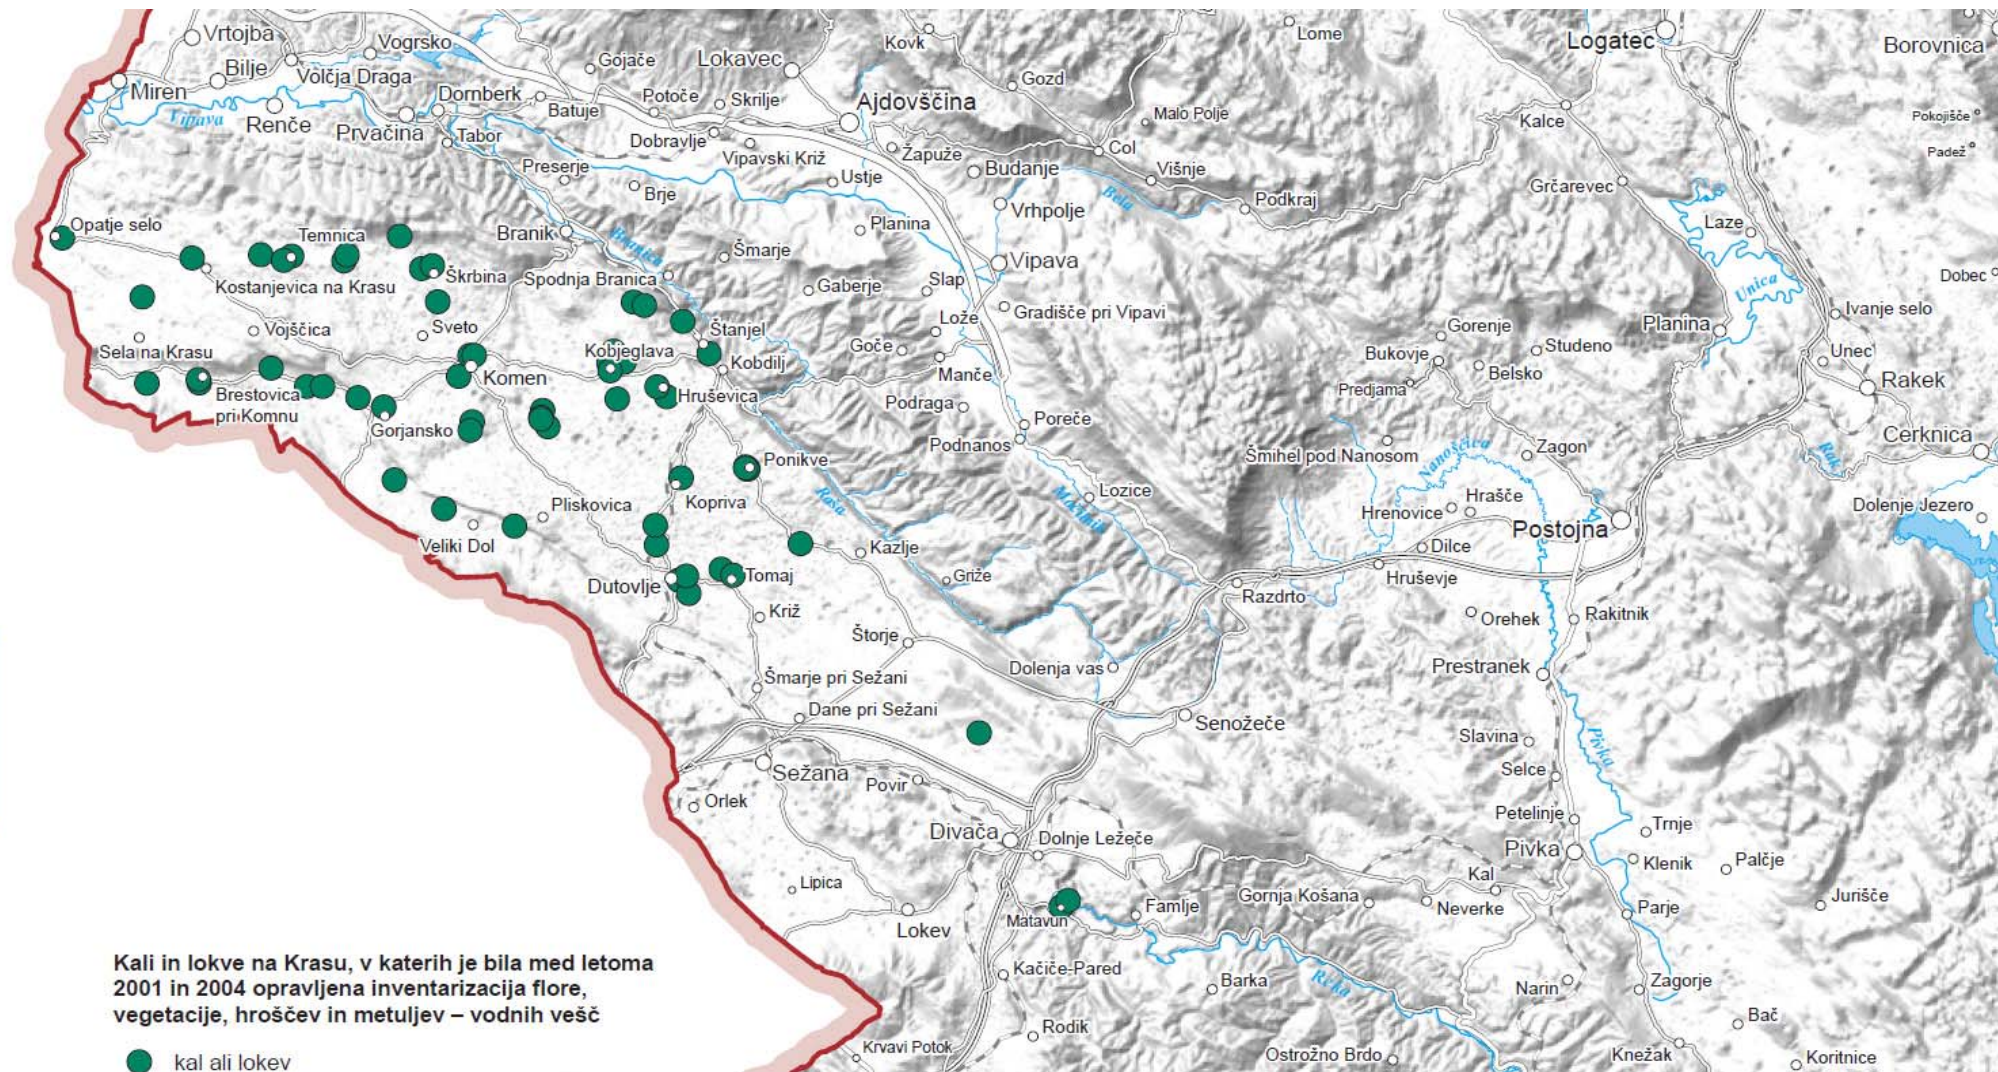 Vrtojba
Vogrsko
Bilje
Volčja Draga
Miren
Vipava
Renče
Prvačina
Dornberk
Tabor
Batuje
Gojače
Potoče
Lokavec
Skrilje
Dobravlje
Vipavski Križ
Kovk
Ajdovščina
Žapuže
Gozd
Lome
Malo Polje
Col
Budanje
Višnje
Bela
Podkraj
Logatec
Borovnica
Kalce
Pokojišče
Padež
Grčarevec
Laze
Dobec
Unica
Planina
Ivanje selo
Unec
Rakek
Cerknica
Rak
Dolenje Jezero
Preserje
Brje
Ustje
Vrhpolje
Planina
Vipava
Branik
Branica
Šmarje
Gaberje
Slap
Gradišče pri Vipavi
Lože
Goče
Manče
Podraga
Podnanos
Poreče
Lozice
Močilnik
Opatje selo
Temnica
Kostanjevica na Krasu
Škrbina
Spodnja Branica
Vojščica
Sveto
Sela na Krasu
Štanjel
Kobjeglava
Kobdilj
Komen
Hruševica
Brestovica
pri Komnu
Gorjansko
Ponikve
Kopriva
Pliskovica
Veliki Dol
Raša
Kazlje
Griže
Dutovlje
Tomaj
Križ
Štorje
Dolenja vas
Razdrto
Senožeče
Gorenje
Bukovje
Studeno
Belsko
Predjama
Šmihel pod Nanosom
Nanoščica
Zagon
Hrašče
Hrenovice
Postojna
Dilce
Hruševje
Orehek
Rakitnik
Prestranek
Slavina
Pivka
Selce
Petelinje
Trnje
Pivka
Klenik
Palčje
Kal
Jurišče
Gornja Košana
Neverke
Parje
Šmarje pri Sežani
Dane pri Sežani
Sežana
Povir
Orlek
Divača
Dolnje Ležeče
Lipica
Matavun
Famlje
Lokev
Kačiče-Pared
Barka
Reka
Narin
Zagorje
Bač
Rodik
Krvavi Potok
Ostrožno Brdo
Knežak
Koritnice
Kali in lokve na Krasu, v katerih je bila med letoma
2001 in 2004 opravljena inventarizacija flore,
vegetacije, hroščev in metuljev – vodnih vešč
kal ali lokev